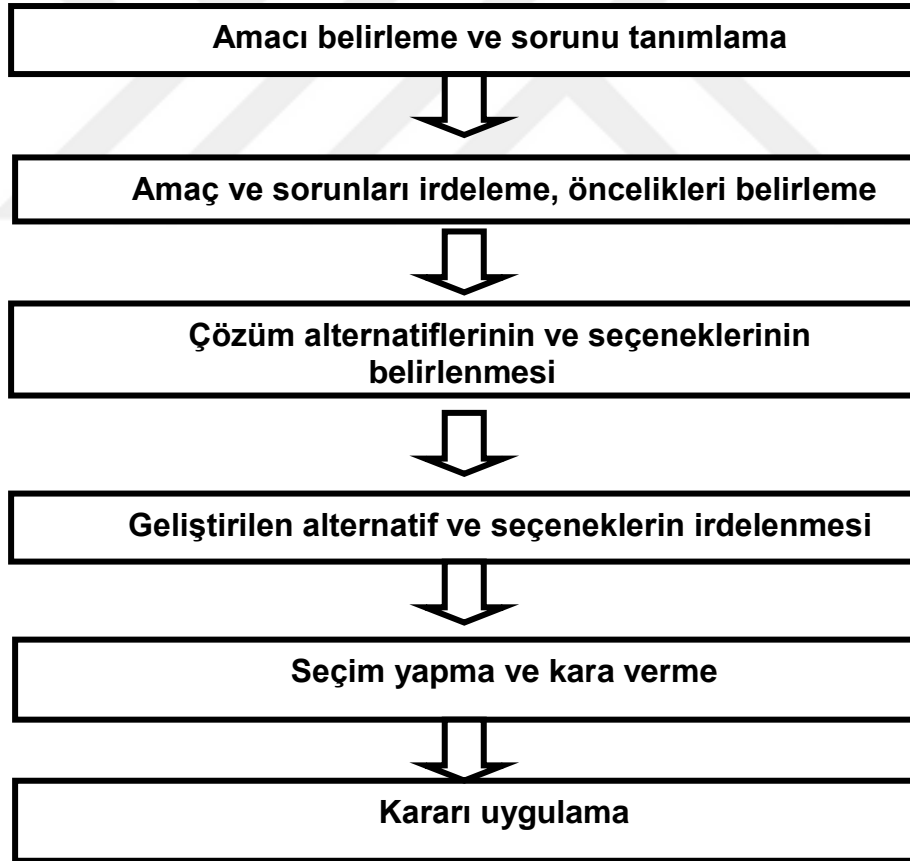 Amacı belirleme ve sorunu tanımlama
Amaç ve sorunları irdeleme, öncelikleri belirleme
Çözüm alternatiflerinin ve seçeneklerinin
belirlenmesi
Geliştirilen alternatif ve seçeneklerin irdelenmesi
Seçim yapma ve kara verme
Kararı uygulama